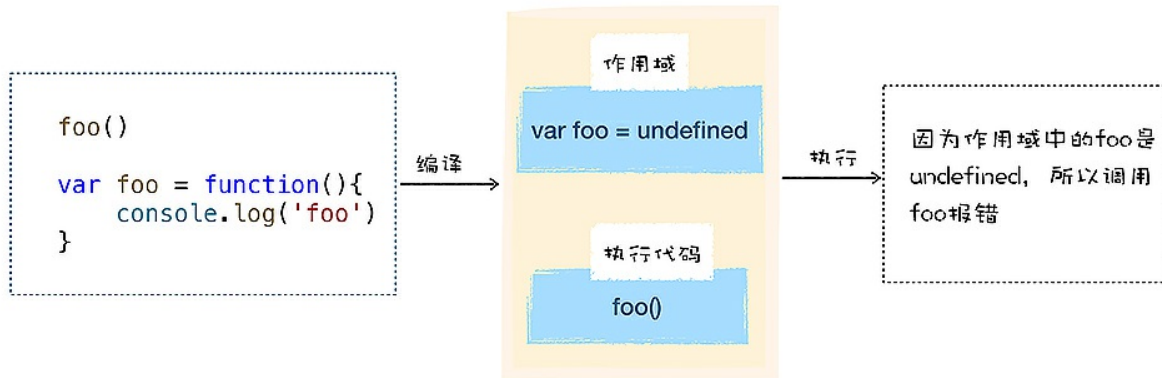 foo()
var foo = function(){
    console.log('foo')
}
编译
作用域
var foo = undefined
执行代码
foo()
执行
因为作用域中的foo是
undefined，所以调用
foo报错